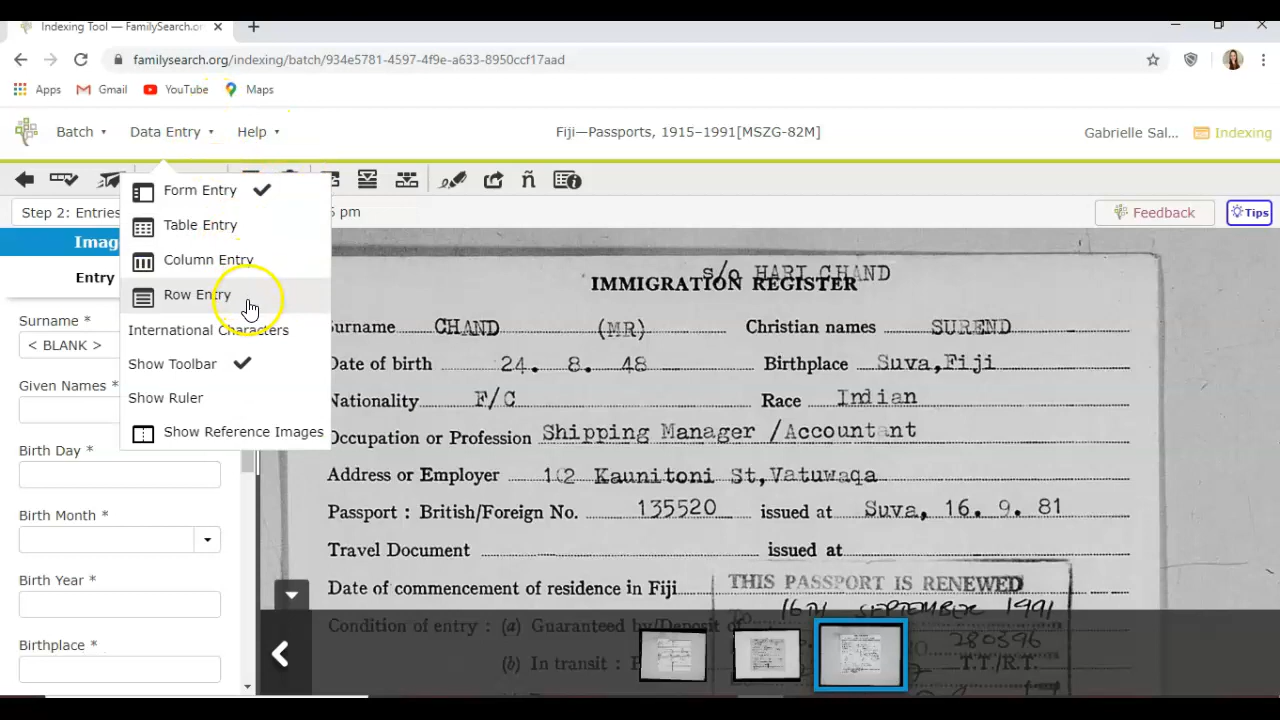 Indexing Tool — FamilySearch.or
familysearch.org/indexing/batch/934e5781-4597-4f9e-a633-8950ccf17aad
Apps Gmail YouTube Maps
Batch Data Entry Help Fiji—Passports, 1915–1991[MSZG-82M] Gabrielle Sal... Indexing
Step 2: Entries pm Feedback Tips
Form Entry
Table Entry
Column Entry
Row Entry
International Characters
Show Toolbar
Show Ruler
Show Reference Images
Entry
Surname *
< BLANK >
Given Names *
Birth Day *
Birth Month *
Birth Year *
Birthplace *
s/o HARI CHAND
IMMIGRATION REGISTER
CHAND (MR) Christian names SUREND
Date of birth 24. 8. 48 Birthplace Suva,Fiji
Nationality F/C Race Indian
Occupation or Profession Shipping Manager /Accountant
Address or Employer 102 Kaunitoni St,Vatuwaqa
Passport : British/Foreign No. 135520 issued at Suva, 16. 9. 81
Travel Document issued at
Date of commencement of residence in Fiji
THIS PASSPORT IS RENEWED
To 16TH SEPTEMBER 1991
Condition of entry : (a) Guaranteed by/Deposit of
280596
(b) In transit :
T.T./R.T.